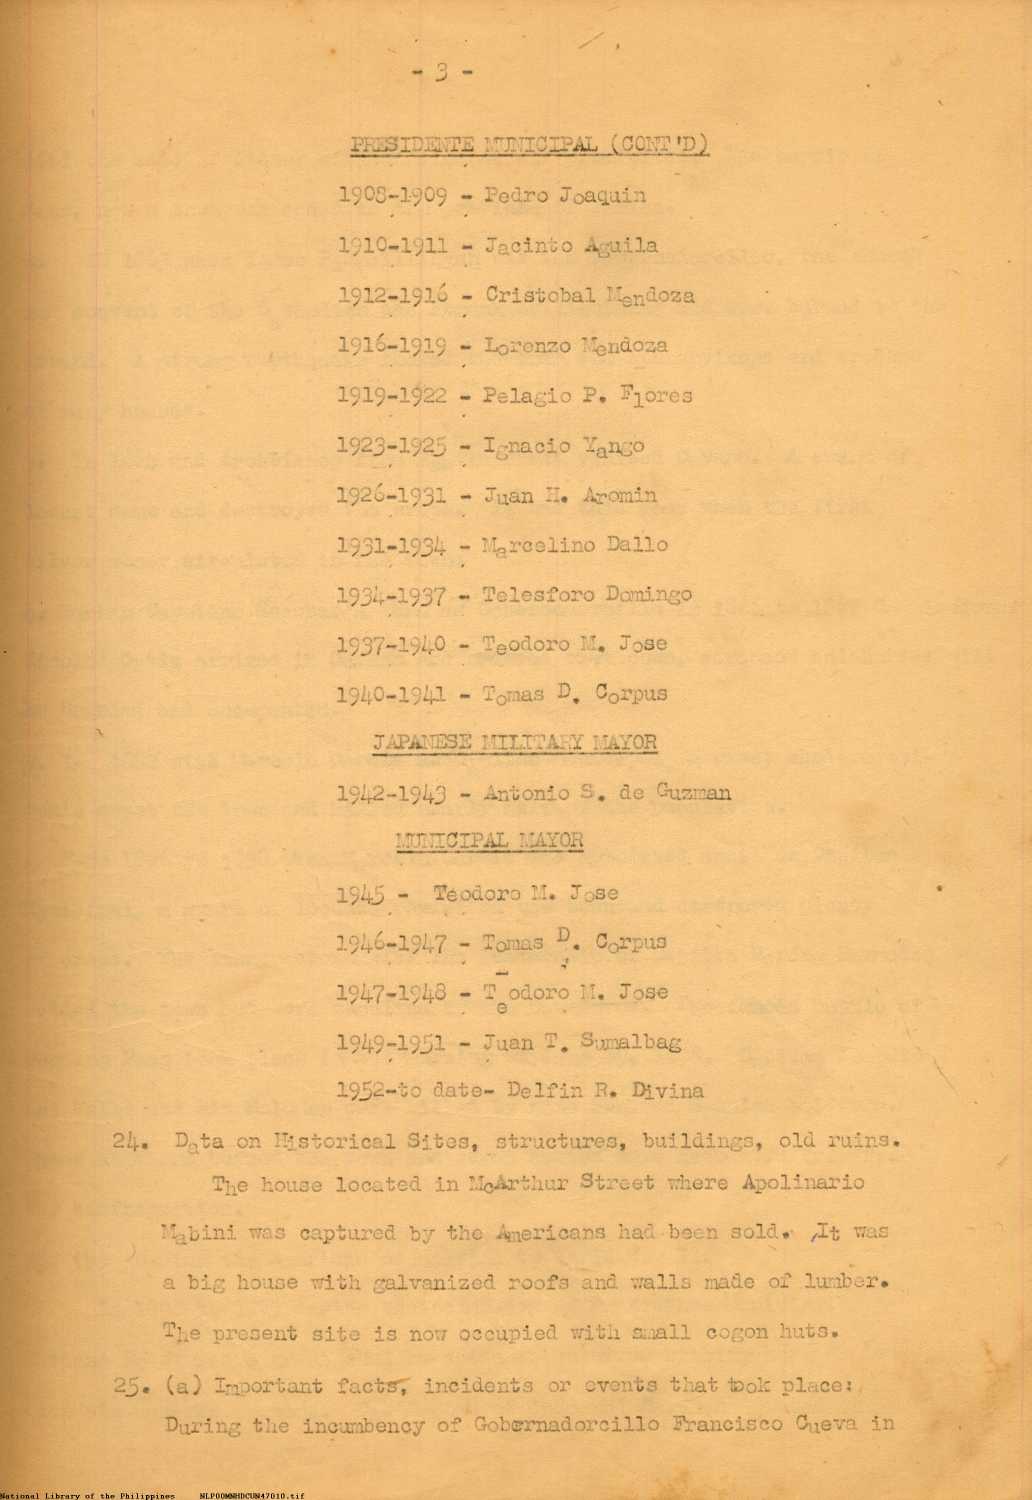 - 3 -
PRESIDENTE MUNICIPAL (CONT'D)
1908-1909 - Pedro Joaquin
1910-1911 - Jacinto Aguila
1912-1916 - Cristobal Mendoza
1916-1919 - Lorenzo Mendoza
1919-1922 - Pelagio P. Flores
1923-1925 - Ignacio Yango
1926-1931 - Juan H. Aromin
1931-1934 - Marcelino Dallo
1934-1937 - Telesforo Domingo
1937-1940 - Teodoro M. Jose
1940-1941 - Tomas D. Corpus
JAPANESE MILITARY MAYOR
1942-1943 - Antonio S. de Guzman
MUNICIPAL MAYOR
1945 - Teodoro M. Jose
1946-1947 - Tomas D. Corpus
1947-1948 - Teodoro M. Jose
1949-1951 - Juan T. Sumalbag
1952-to date- Delfin R. Divina
24. Data on Historical Sites, structures, buildings, old ruins.
The house located in McArthur Street where Apolinario
Mabini was captured by the Americans had been sold. It was
a big house with galvanized roofs and walls made of lumber.
The present site is now occupied with small cogon huts.
25. (a) Important facts, incidents or events that took place:
During the incumbency of Gobernadorcillo Francisco Cueva in
National Library of the Philippines NLP00MNHDCUN47010.tif